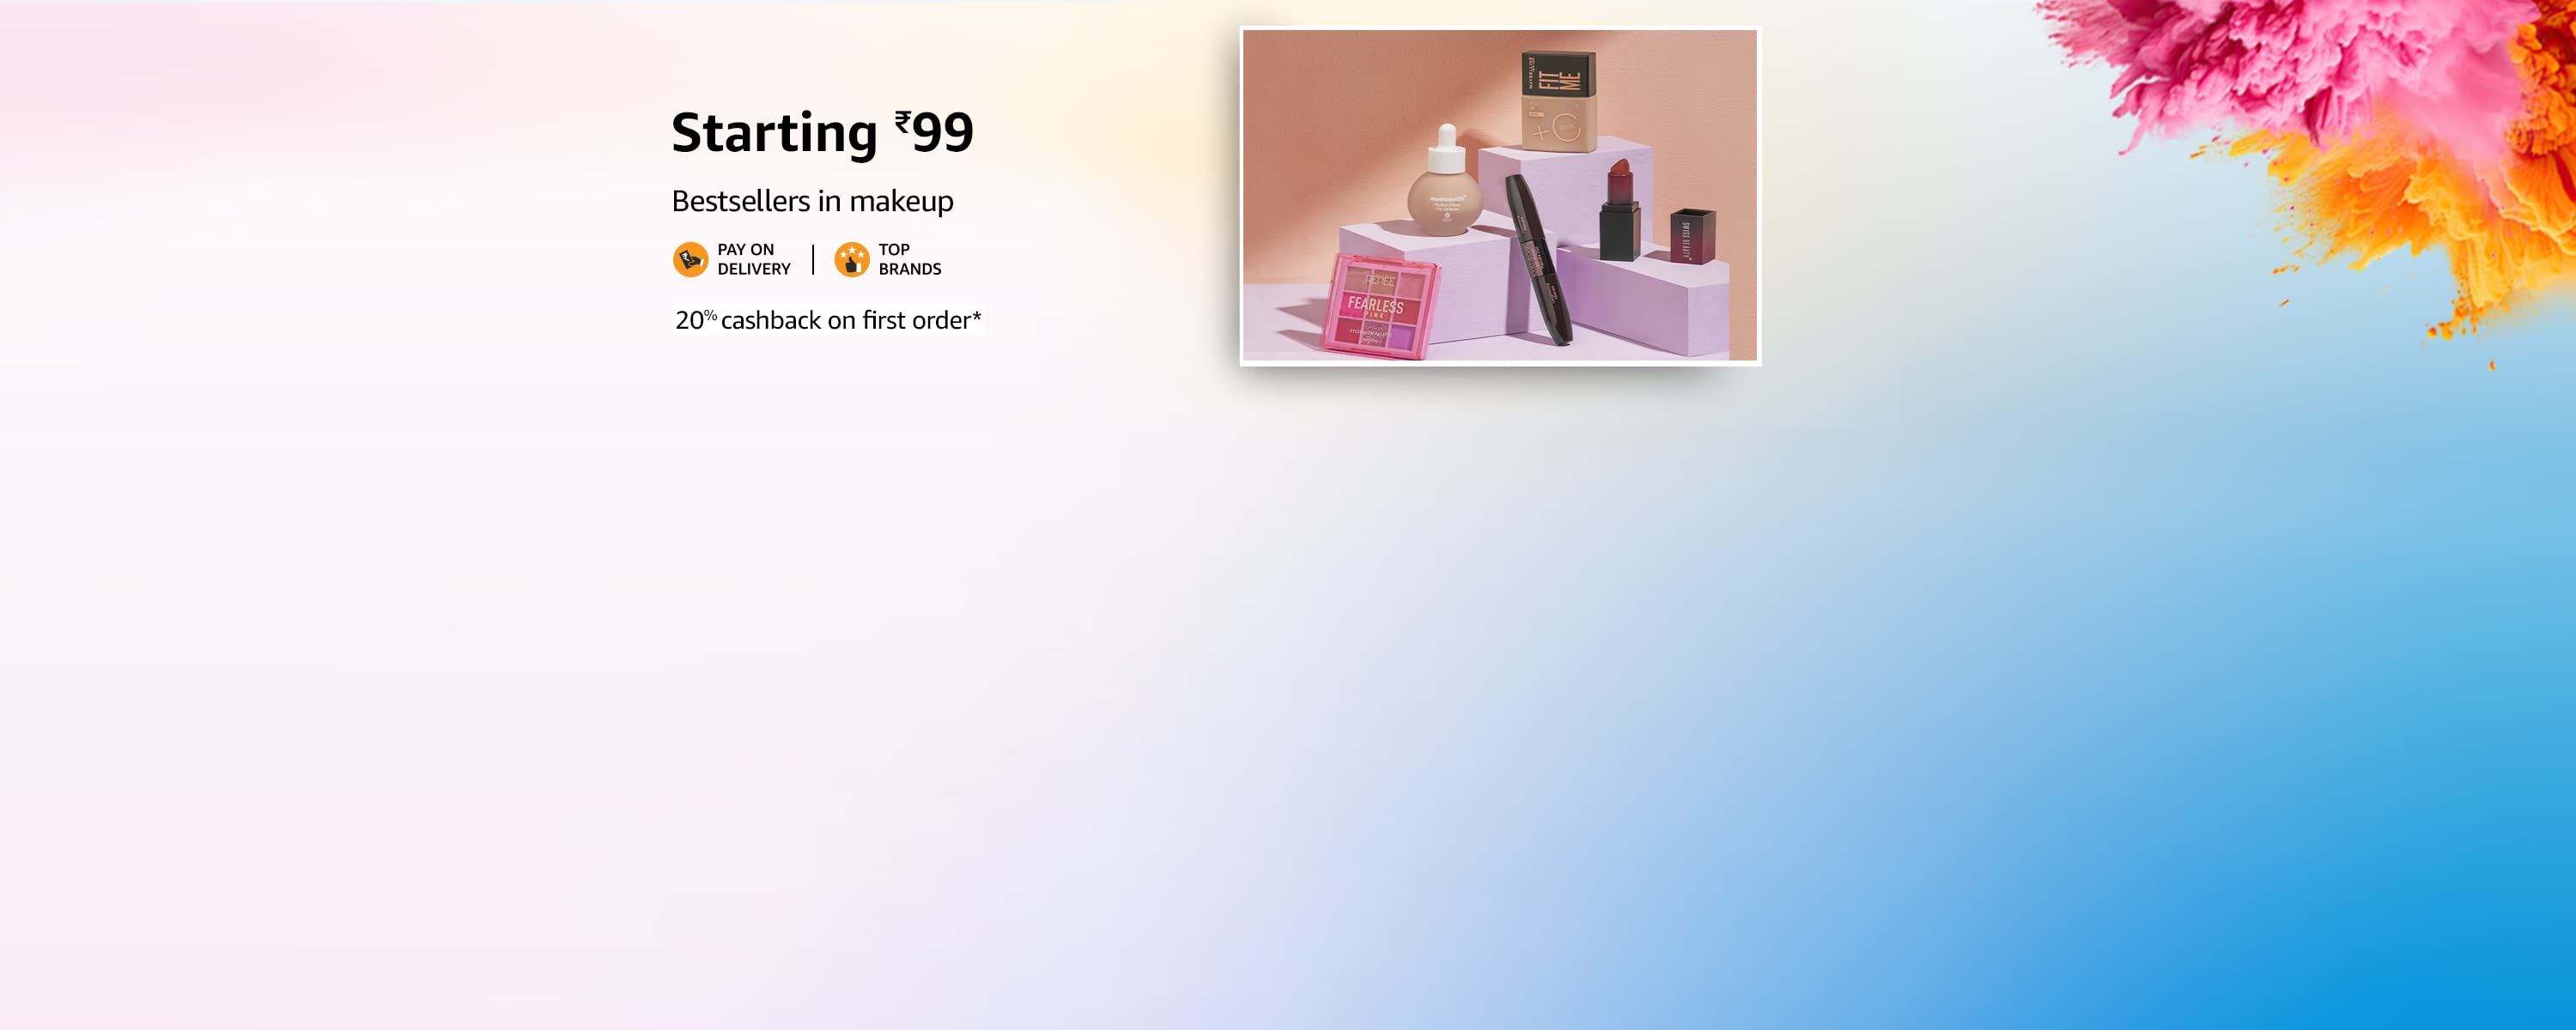 Starting ₹99
Bestsellers in makeup
PAY ON
DELIVERY
TOP
BRANDS
20% cashback on first order*
FIT
ME
+C
mamaearth
RENEE
FEARLESS
PINK
SWISS BEAUTY